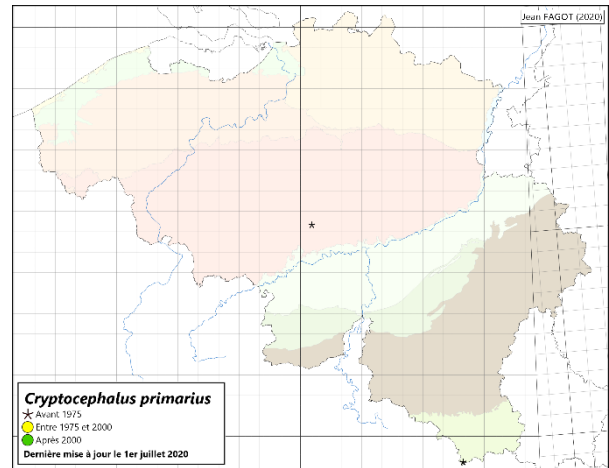 Jean FAGOT (2020)
Cryptocephalus primarius
Avant 1975
Entre 1975 et 2000
Après 2000
Dernière mise à jour le 1er juillet 2020